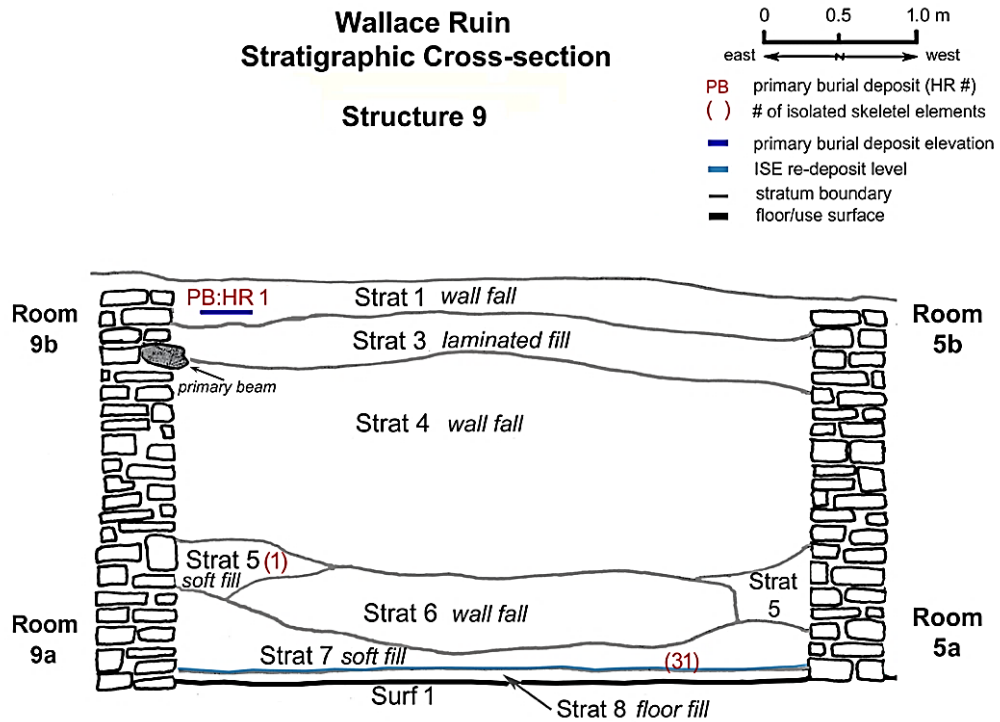 Wallace Ruin
Stratigraphic Cross-section
Structure 9
0 0.5 1.0 m
east N west
PB primary burial deposit (HR #)
( ) # of isolated skeletel elements
primary burial deposit elevation
ISE re-deposit level
stratum boundary
floor/use surface
PB:HR 1
Strat 1 wall fall
Room
9b
Room
5b
Strat 3 laminated fill
primary beam
Strat 4 wall fall
Strat 5 (1)
soft fill
Strat
5
Strat 6 wall fall
Room
9a
Room
5a
Strat 7 soft fill
(31)
Surf 1
Strat 8 floor fill